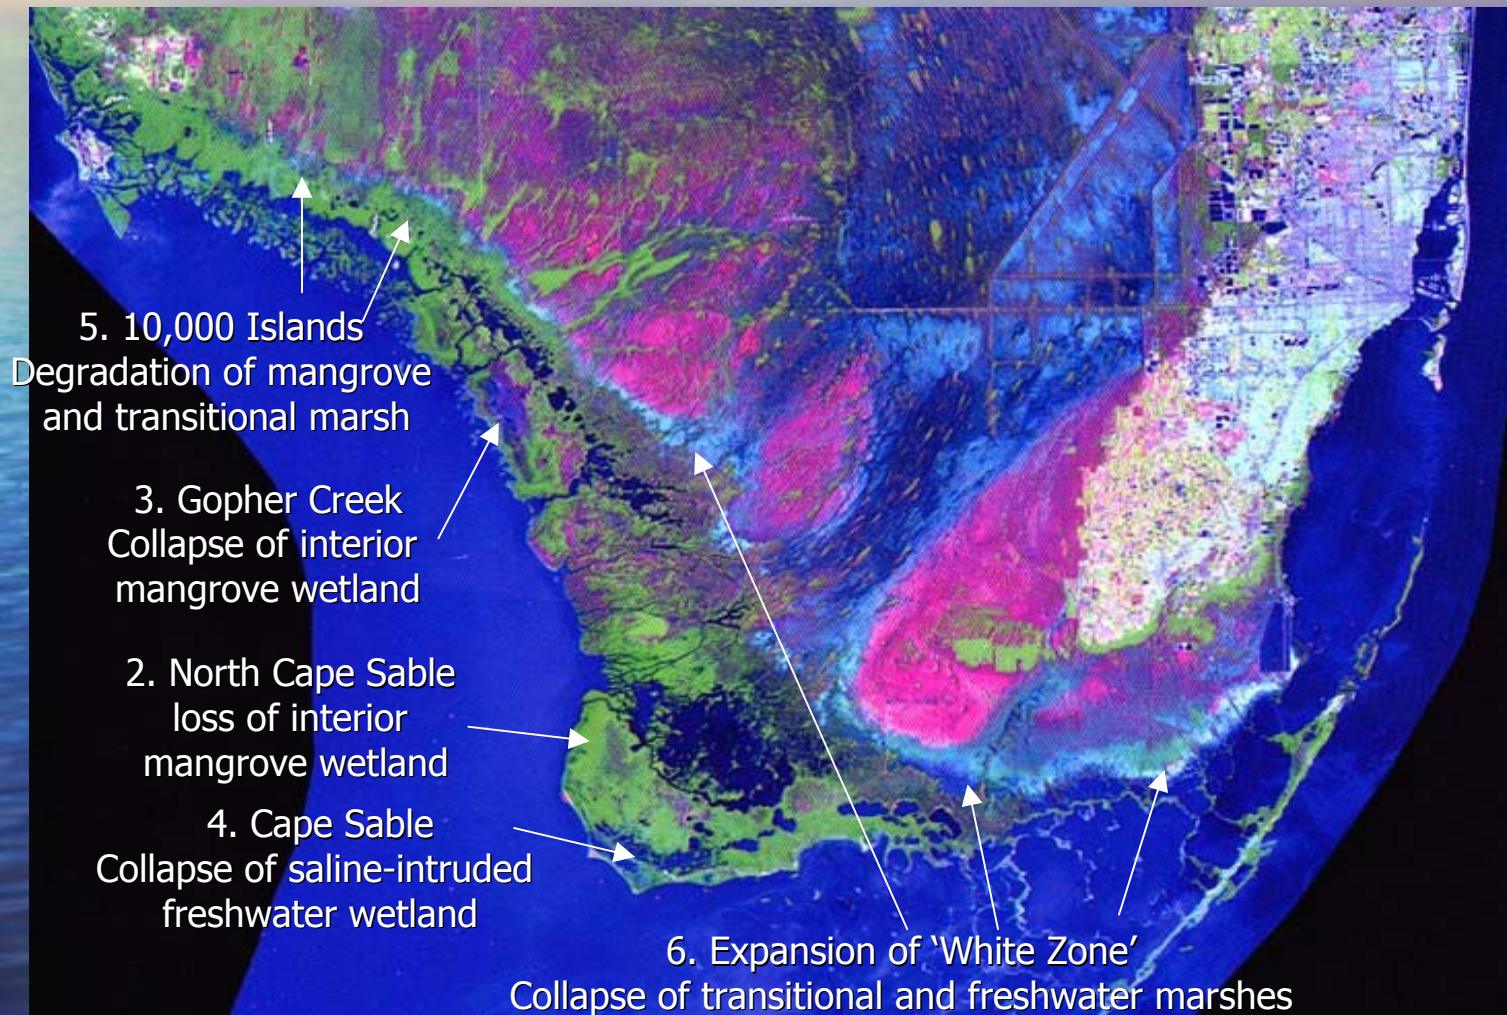 5. 10,000 Islands
Degradation of mangrove
and transitional marsh
3. Gopher Creek
Collapse of interior
mangrove wetland
2. North Cape Sable
loss of interior
mangrove wetland
4. Cape Sable
Collapse of saline-intruded
freshwater wetland
6. Expansion of ‘White Zone’
Collapse of transitional and freshwater marshes